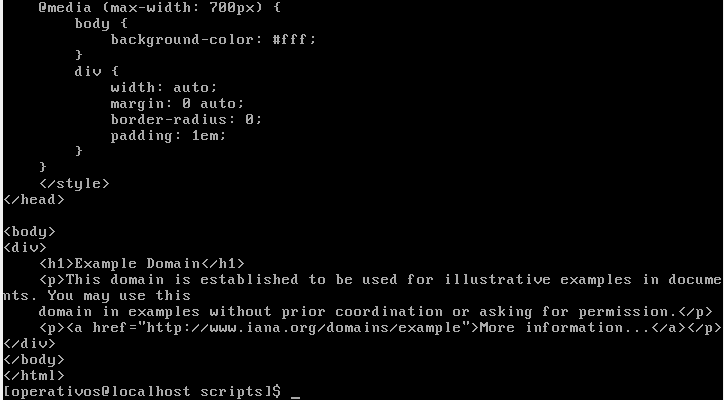 @media (max-width: 700px) {
        body {
            background-color: #fff;
        }
        div {
            width: auto;
            margin: 0 auto;
            border-radius: 0;
            padding: 1em;
        }
    }
    </style>
</head>

<body>
<div>
    <h1>Example Domain</h1>
    <p>This domain is established to be used for illustrative examples in docume
nts. You may use this
    domain in examples without prior coordination or asking for permission.</p>
    <p><a href="http://www.iana.org/domains/example">More information...</a></p>
</div>
</body>
</html>
[operativos@localhost scripts]$ _